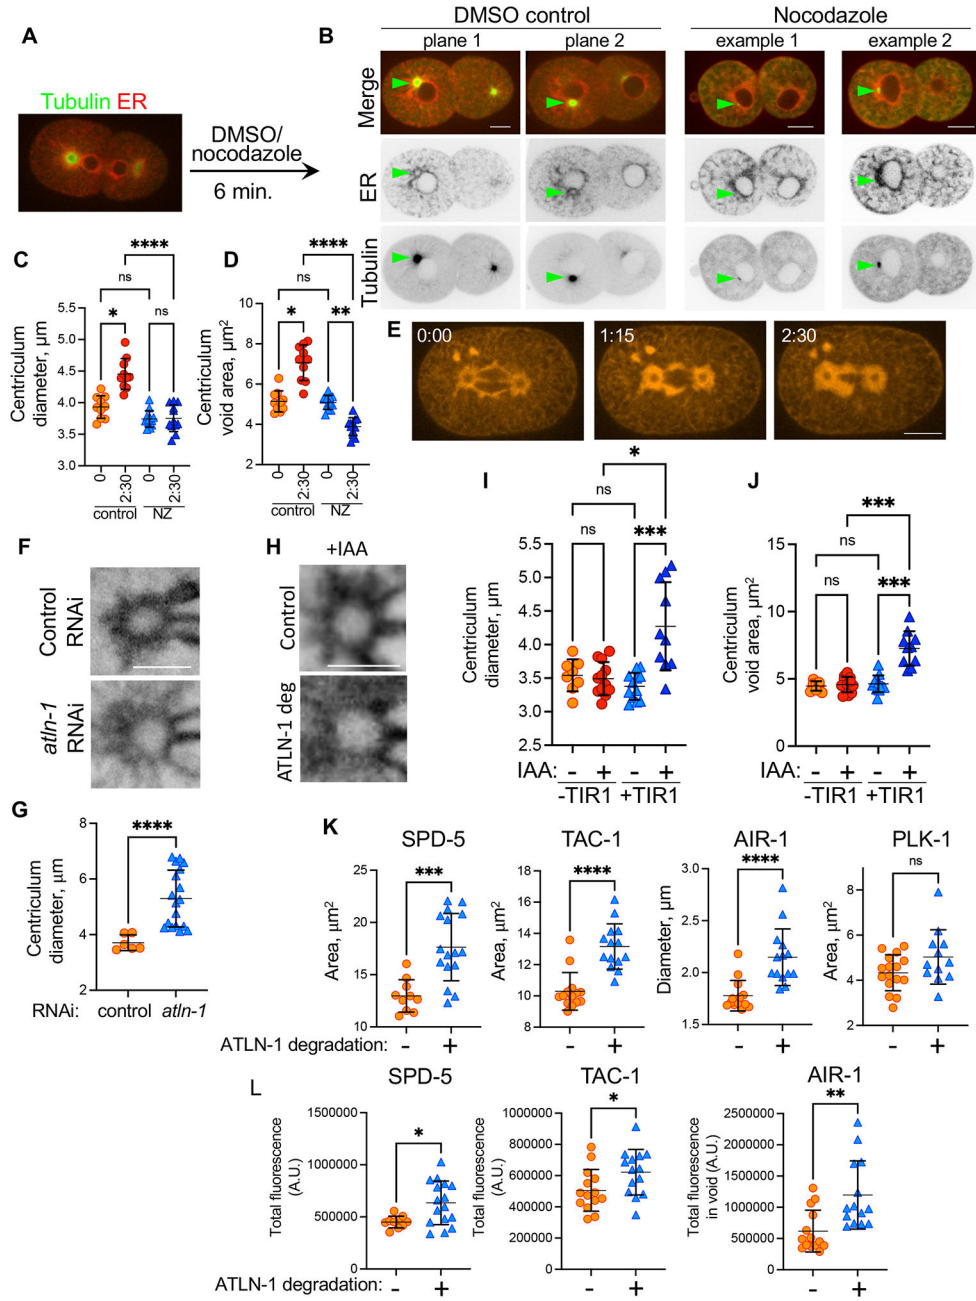 A
Tubulin ER
DMSO/
nocodazole
6 min.
B
DMSO control
Nocodazole
plane 1
plane 2
example 1
example 2
Merge
ER
Tubulin
C
Centriculum
diameter, µm
5.5
5.0
4.5
4.0
3.5
3.0
****
ns
*
ns
0
2:30
0
2:30
control
NZ
D
Centriculum
void area, µm²
10
8
6
4
2
****
ns
*
**
0
2:30
0
2:30
control
NZ
E
0:00
1:15
2:30
F
Control
RNAi
atln-1
RNAi
G
Centriculum
diameter, µm
8
6
4
2
****
RNAi:
control
atln-1
H
+IAA
Control
ATLN-1 deg
I
Centriculum
diameter, µm
5.5
5.0
4.5
4.0
3.5
3.0
2.5
*
ns
ns
***
IAA:
-
+
-
+
-TIR1
+TIR1
J
Centriculum
void area, µm²
15
10
5
0
***
ns
ns
***
IAA:
-
+
-
+
-TIR1
+TIR1
K
SPD-5
Area, µm²
25
20
15
10
***
-
+
TAC-1
Area, µm²
18
16
14
12
10
8
****
-
+
AIR-1
Diameter, µm
3.0
2.5
2.0
1.5
****
-
+
PLK-1
Area, µm²
10
8
6
4
2
ns
-
+
ATLN-1 degradation:
L
SPD-5
Total fluorescence
(A.U.)
1500000
1000000
500000
0
*
-
+
TAC-1
Total fluorescence
(A.U.)
1000000
800000
600000
400000
200000
0
*
-
+
AIR-1
Total fluorescence
in void (A.U.)
2500000
2000000
1500000
1000000
500000
0
**
-
+
ATLN-1 degradation: